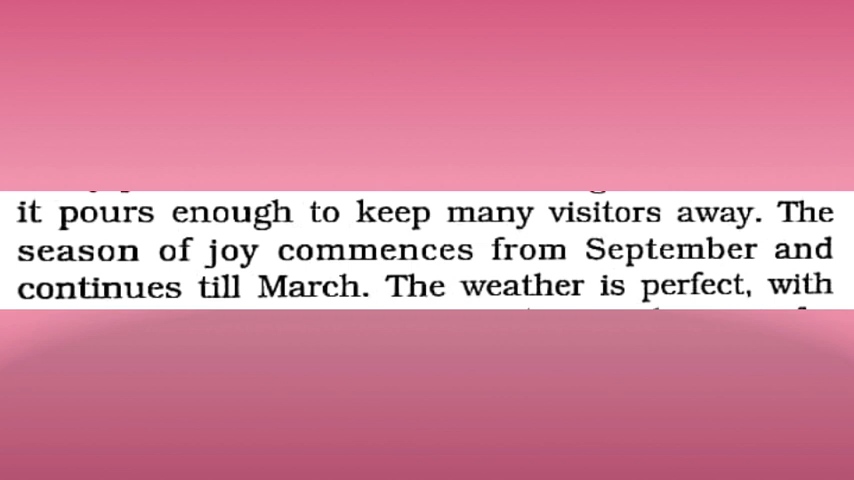 it pours enough to keep many visitors away. The
season of joy commences from September and
continues till March. The weather is perfect, with